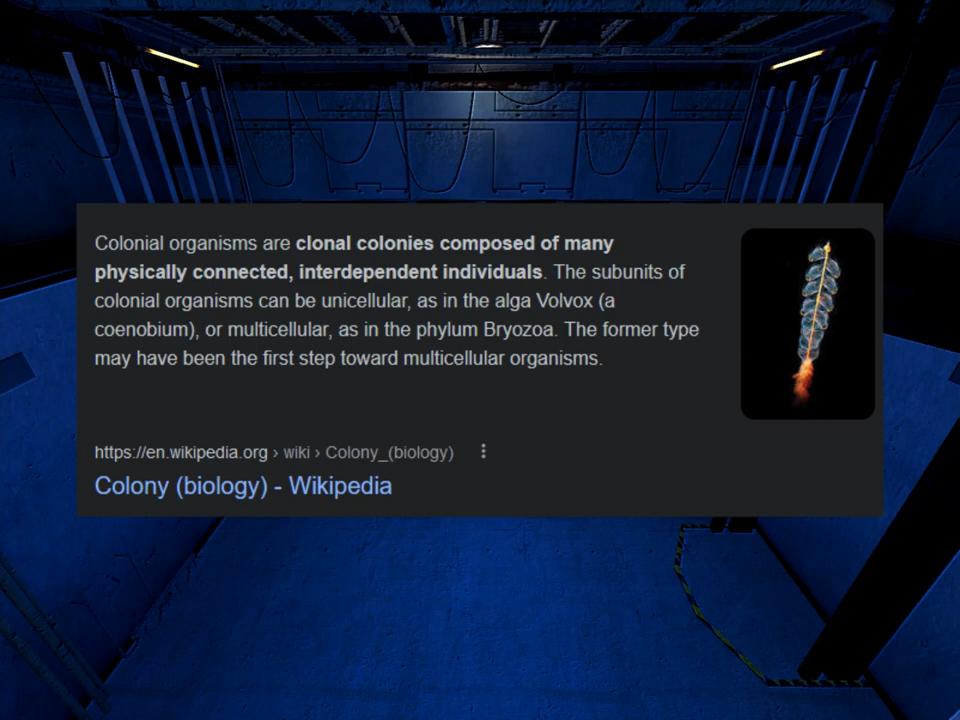 Colonial organisms are clonal colonies composed of many
physically connected, interdependent individuals. The subunits of
colonial organisms can be unicellular, as in the alga Volvox (a
coenobium), or multicellular, as in the phylum Bryozoa. The former type
may have been the first step toward multicellular organisms.
https://en.wikipedia.org › wiki › Colony_(biology)
Colony (biology) - Wikipedia